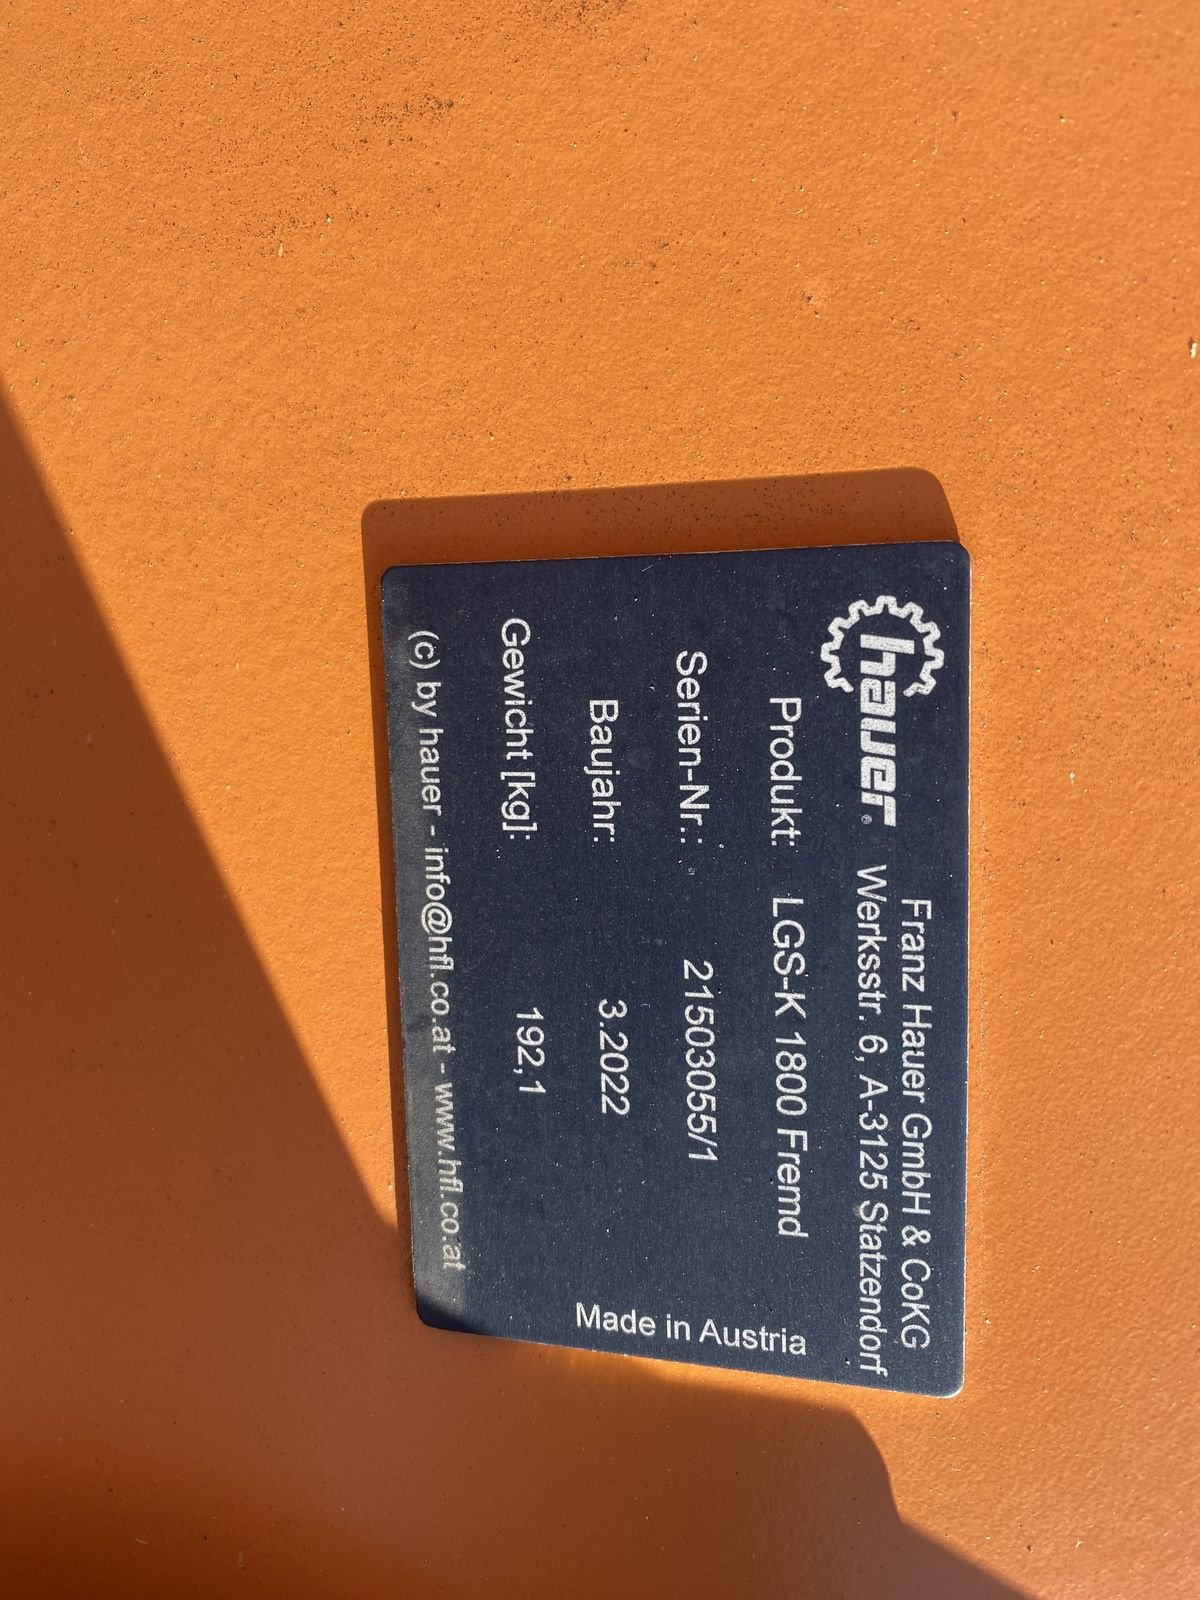 hauer®
Franz Hauer GmbH & CoKG
Werksstr. 6, A-3125 Statzendorf
Produkt: LGS-K 1800 Fremd
Serien-Nr.: 21503055/1
Baujahr: 3.2022
Gewicht [kg]: 192,1
Made in Austria
(c) by hauer - info@hfl.co.at - www.hfl.co.at